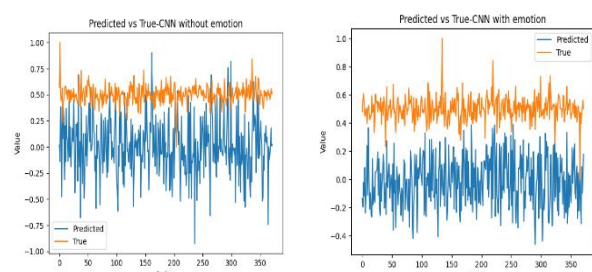 Predicted vs True-CNN without emotion
1.00
0.75
0.50
0.25
0.00
-0.25
-0.50
-0.75
-1.00
Value
Predicted
True
0 50 100 150 200 250 300 350
Predicted vs True-CNN with emotion
1.0
0.8
0.6
0.4
0.2
0.0
-0.2
-0.4
Value
Predicted
True
0 50 100 150 200 250 300 350